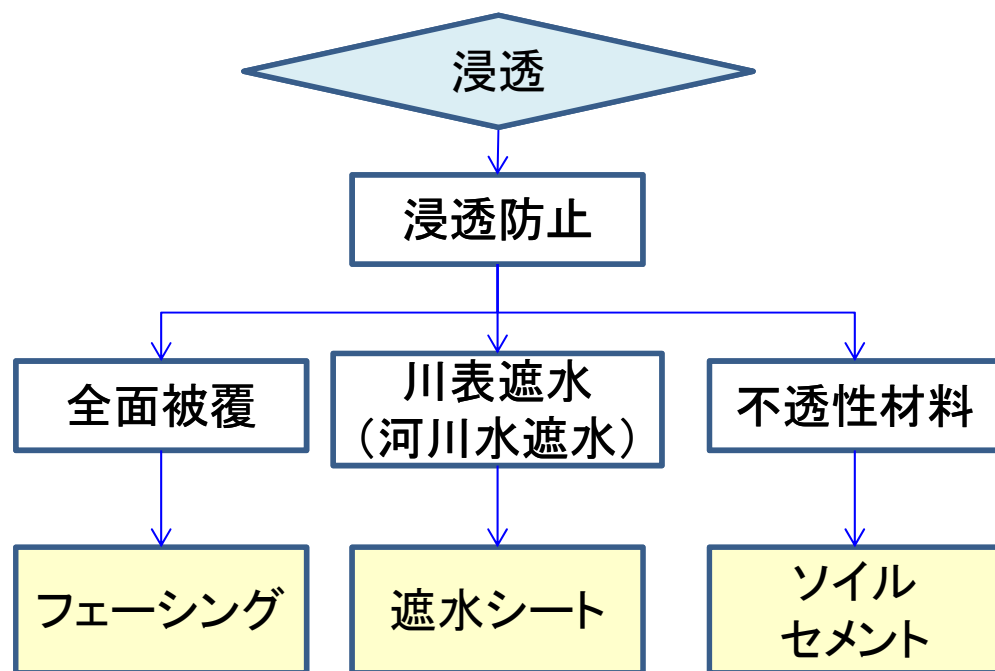 浸透
浸透防止
全面被覆
川表遮水
（河川水遮水）
不透性材料
フェーシング
遮水シート
ソイル
セメント